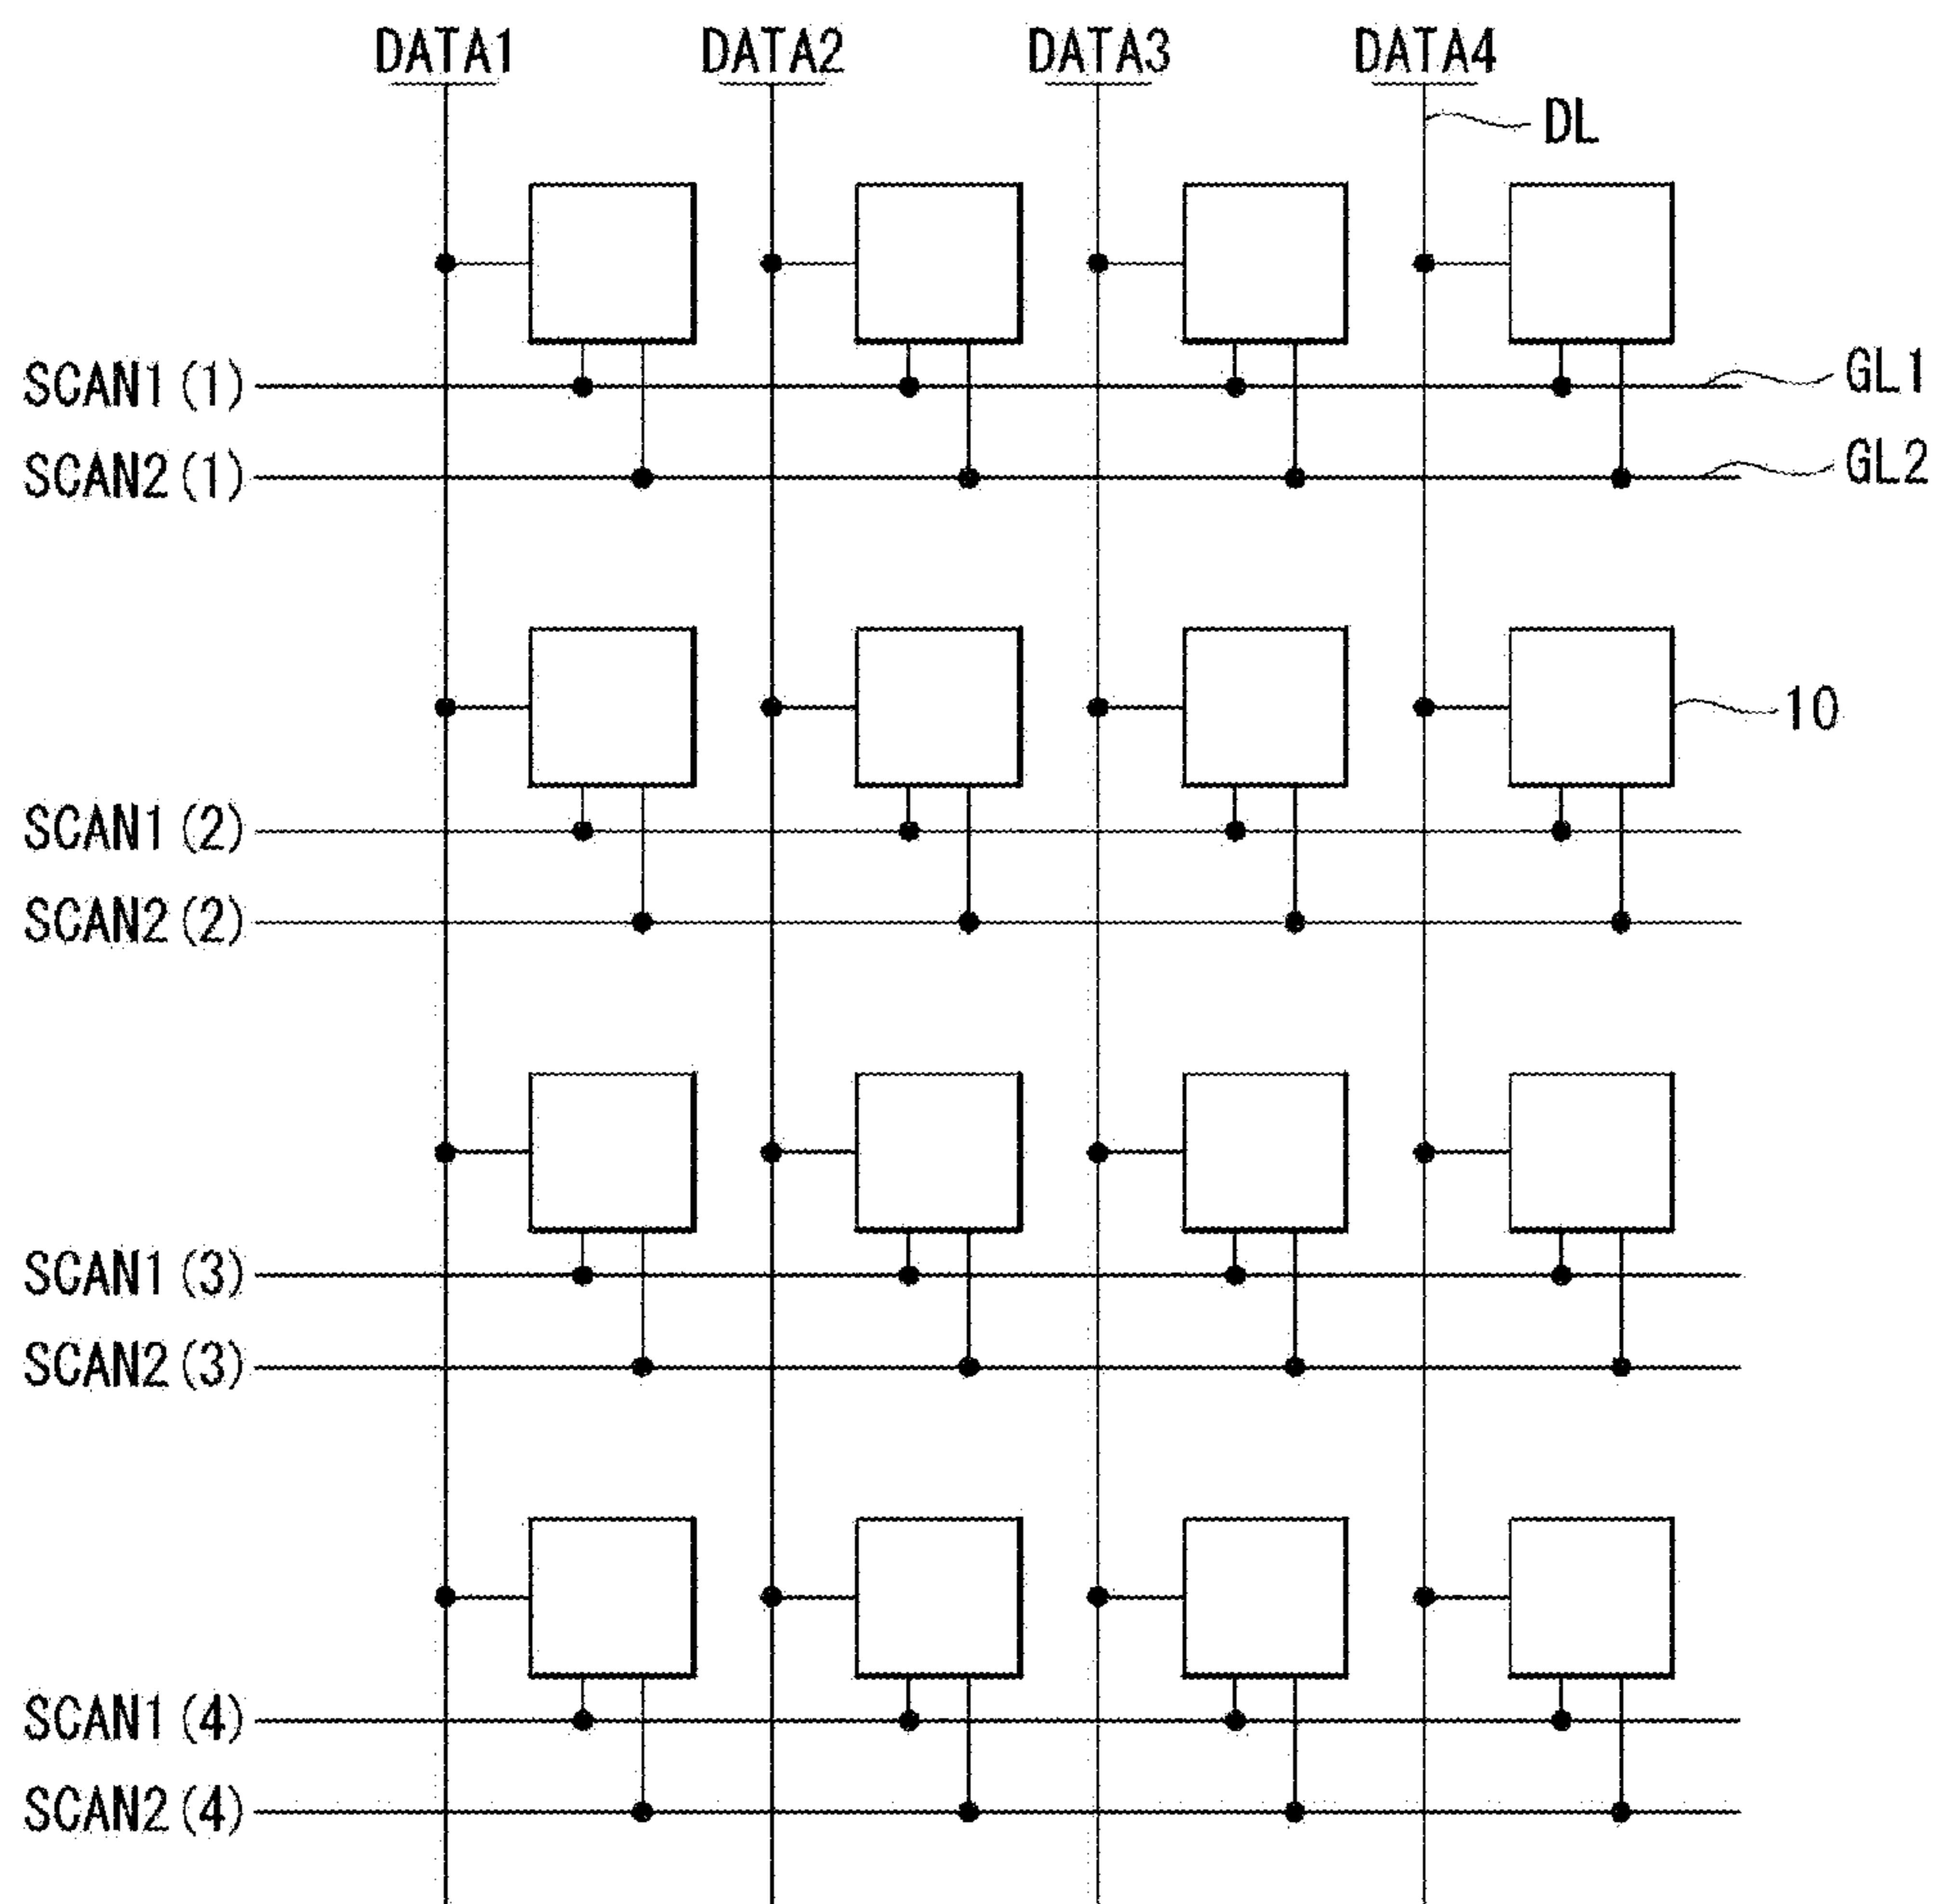 DATA1 DATA2 DATA3 DATA4
DL
SCAN1(1) GL1
SCAN2(1) GL2
10
SCAN1(2)
SCAN2(2)
SCAN1(3)
SCAN2(3)
SCAN1(4)
SCAN2(4)